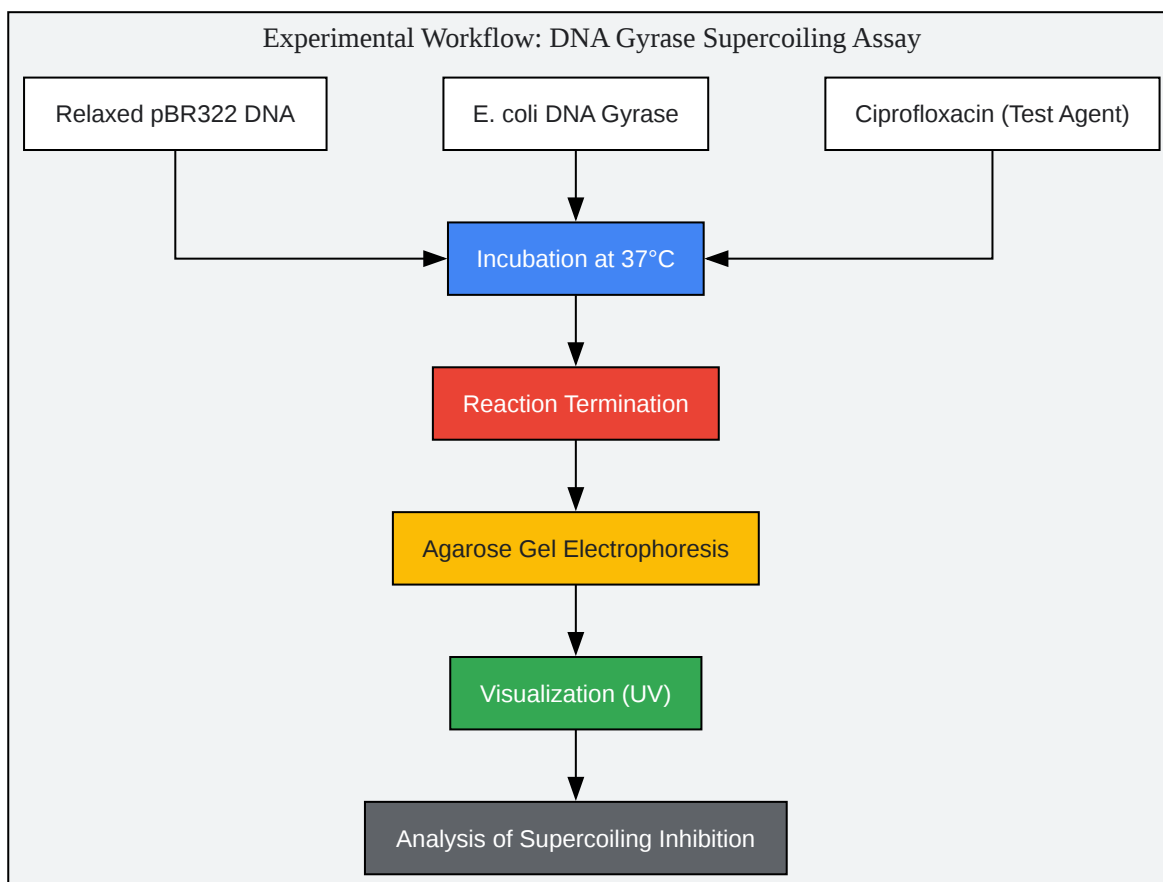 Experimental Workflow: DNA Gyrase Supercoiling Assay
Relaxed pBR322 DNA
E. coli DNA Gyrase
Ciprofloxacin (Test Agent)
Incubation at 37°C
Reaction Termination
Agarose Gel Electrophoresis
Visualization (UV)
Analysis of Supercoiling Inhibition